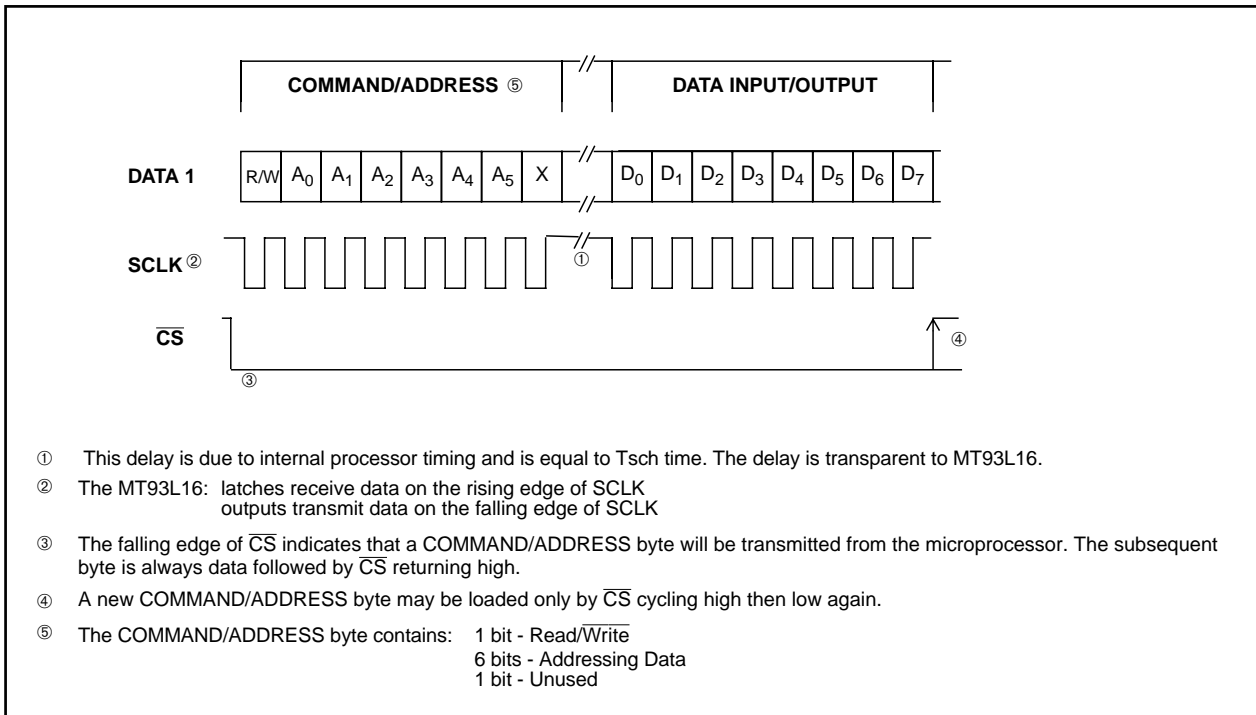 COMMAND/ADDRESS ⑤ DATA INPUT/OUTPUT
DATA 1 R/W A0 A1 A2 A3 A4 A5 X D0 D1 D2 D3 D4 D5 D6 D7
SCLK ② ①
CS ④
③
① This delay is due to internal processor timing and is equal to Tsch time. The delay is transparent to MT93L16.
② The MT93L16: latches receive data on the rising edge of SCLK
outputs transmit data on the falling edge of SCLK
③ The falling edge of CS indicates that a COMMAND/ADDRESS byte will be transmitted from the microprocessor. The subsequent
byte is always data followed by CS returning high.
④ A new COMMAND/ADDRESS byte may be loaded only by CS cycling high then low again.
⑤ The COMMAND/ADDRESS byte contains: 1 bit - Read/Write
6 bits - Addressing Data
1 bit - Unused